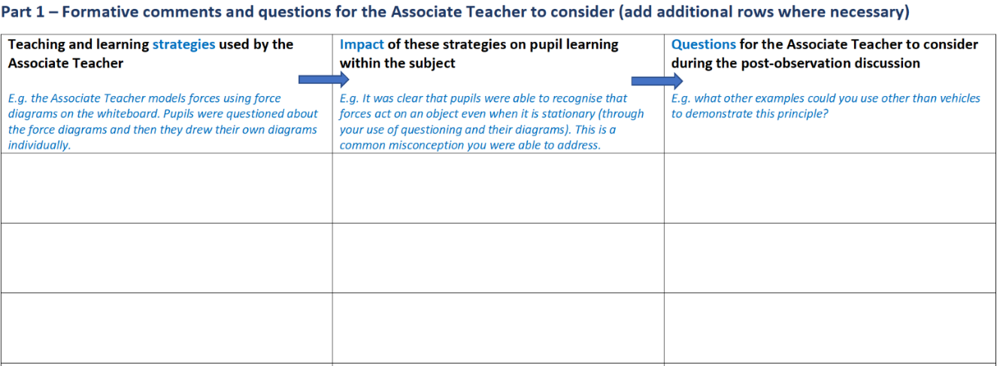 Part 1 – Formative comments and questions for the Associate Teacher to consider (add additional rows where necessary)
Teaching and learning strategies used by the
Associate Teacher
E.g. the Associate Teacher models forces using force
diagrams on the whiteboard. Pupils were questioned about
the force diagrams and then they drew their own diagrams
individually.
Impact of these strategies on pupil learning
within the subject
E.g. It was clear that pupils were able to recognise that
forces act on an object even when it is stationary (through
your use of questioning and their diagrams). This is a
common misconception you were able to address.
Questions for the Associate Teacher to consider
during the post-observation discussion
E.g. what other examples could you use other than vehicles
to demonstrate this principle?